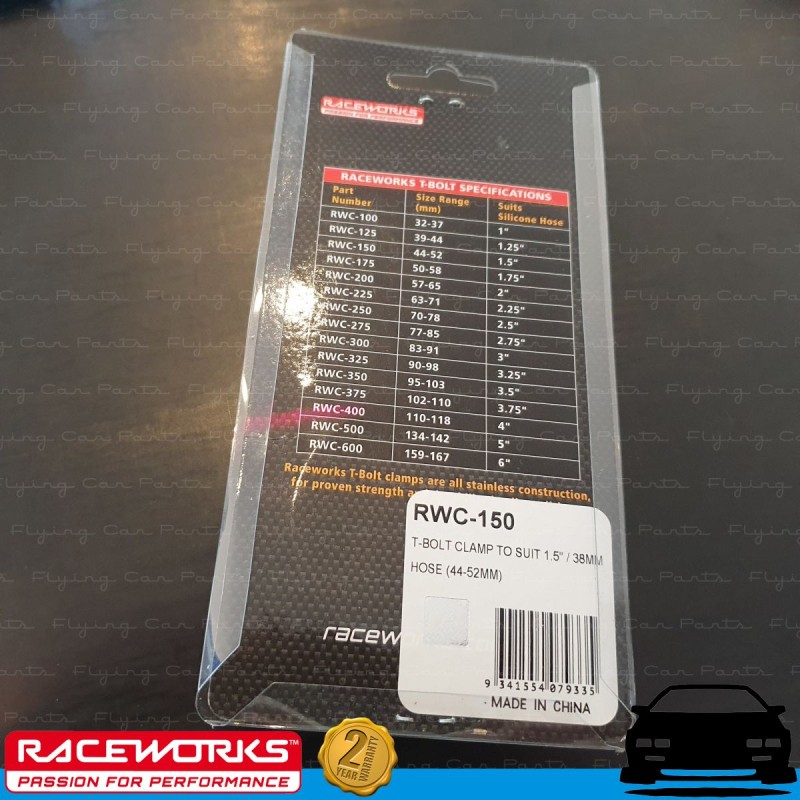 RACEWORKS
PASSION FOR PERFORMANCE
RACEWORKS T-BOLT SPECIFICATIONS
Part Number Size Range (mm) Suits Silicone Hose
RWC-100 32-37 1"
RWC-125 39-44 1.25"
RWC-150 44-52 1.5"
RWC-175 50-58 1.75"
RWC-200 57-65 2"
RWC-225 63-71 2.25"
RWC-250 70-78 2.5"
RWC-275 77-85 2.75"
RWC-300 83-91 3"
RWC-325 90-98 3.25"
RWC-350 95-103 3.5"
RWC-375 102-110 3.75"
RWC-400 110-118 4"
RWC-500 134-142 5"
RWC-600 159-167 6"
Raceworks T-Bolt clamps are all stainless construction,
for proven strength
RWC-150
T-BOLT CLAMP TO SUIT 1.5" / 38MM
HOSE (44-52MM)
racewor
9 341554 079335
MADE IN CHINA
RACEWORKS™
PASSION FOR PERFORMANCE
2
YEAR WARRANTY
Flying Car Parts